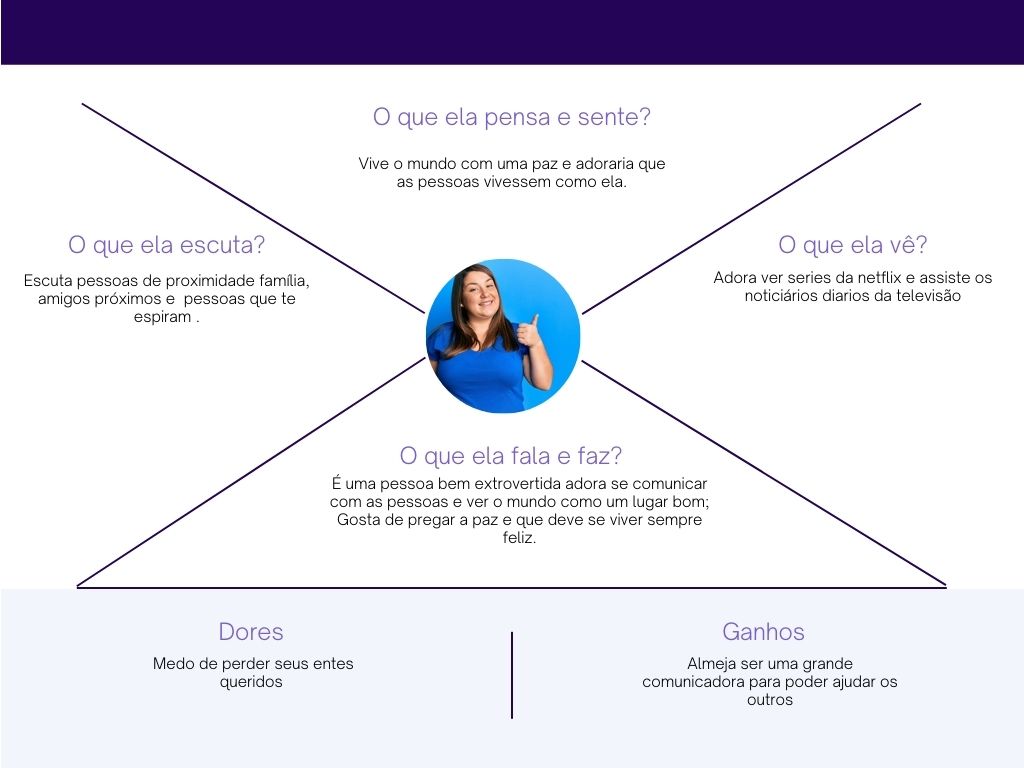 O que ela pensa e sente?
Vive o mundo com uma paz e adoraria que
as pessoas vivessem como ela.
O que ela escuta?
Escuta pessoas de proximidade família,
amigos próximos e  pessoas que te
espiram .
O que ela vê?
Adora ver series da netflix e assiste os
noticiários diarios da televisão
O que ela fala e faz?
É uma pessoa bem extrovertida adora se comunicar
com as pessoas e ver o mundo como um lugar bom;
Gosta de pregar a paz e que deve se viver sempre
feliz.
Dores
Medo de perder seus entes
queridos
Ganhos
Almeja ser uma grande
comunicadora para poder ajudar os
outros